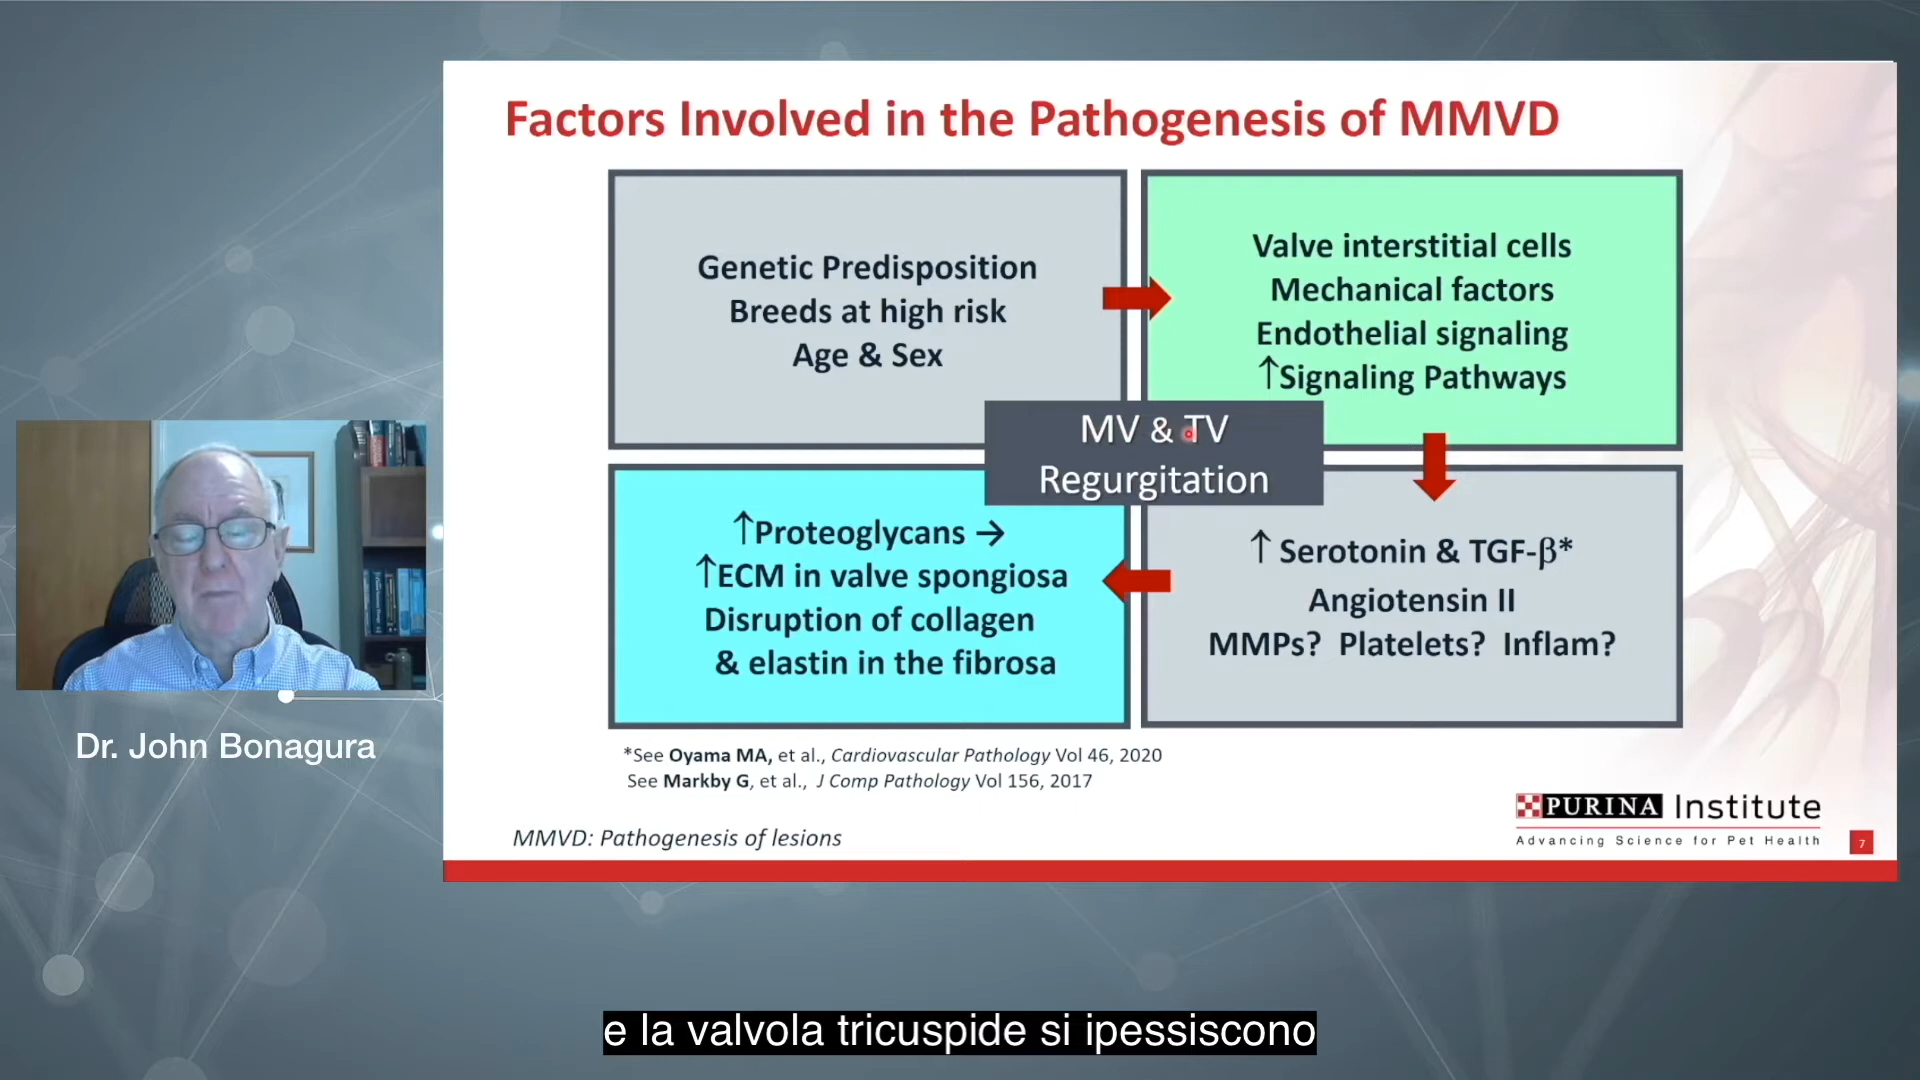 Factors Involved in the Pathogenesis of MMVD
Genetic Predisposition
Breeds at high risk
Age & Sex
Valve interstitial cells
Mechanical factors
Endothelial signaling
↑Signaling Pathways
MV & TV
Regurgitation
↑Proteoglycans →
↑ECM in valve spongiosa
Disruption of collagen
& elastin in the fibrosa
↑ Serotonin & TGF-β*
Angiotensin II
MMPs? Platelets? Inflam?
*See Oyama MA, et al., Cardiovascular Pathology Vol 46, 2020
See Markby G, et al., J Comp Pathology Vol 156, 2017
MMVD: Pathogenesis of lesions
PURINA Institute
Advancing Science for Pet Health
7
Dr. John Bonagura
e la valvola tricuspide si ipessiscono